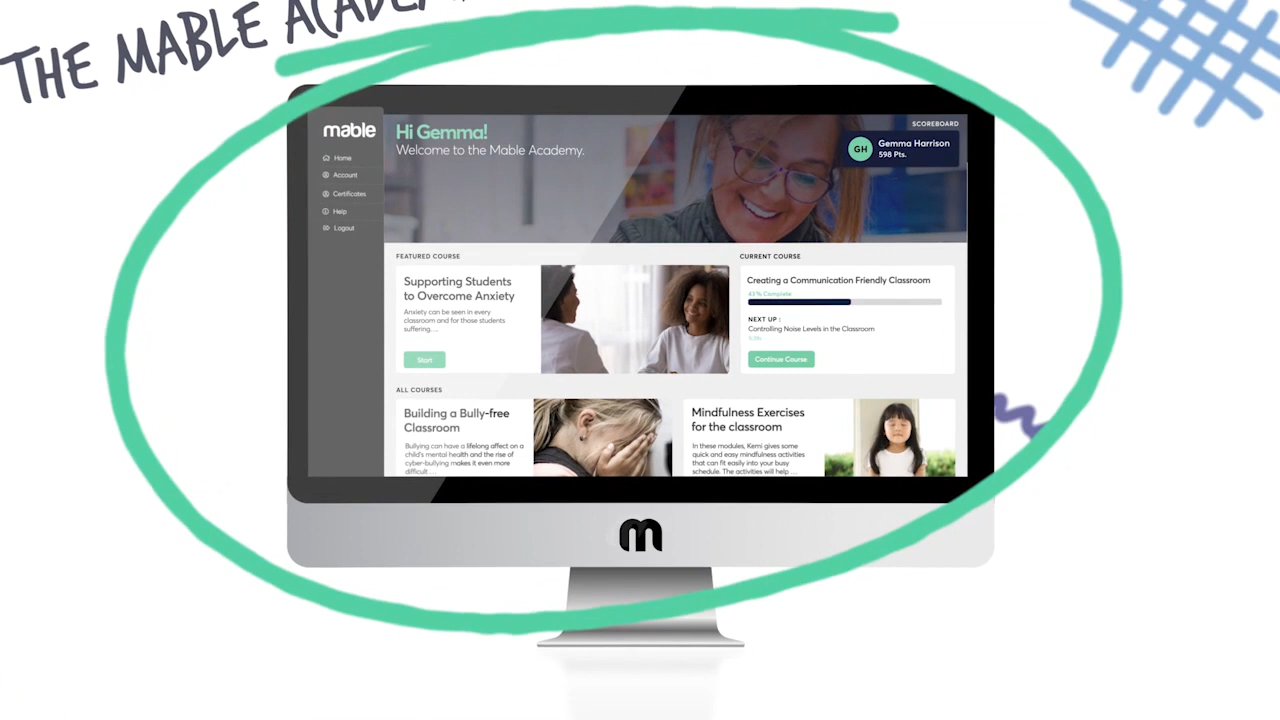 THE MABLE ACADEM
mable
Home
Account
Certificates
Help
Logout
Hi Gemma!
Welcome to the Mable Academy.
SCOREBOARD
GH
Gemma Harrison
598 Pts.
FEATURED COURSE
Supporting Students
to Overcome Anxiety
Anxiety can be seen in every
classroom and for those students
suffering. ...
Start
CURRENT COURSE
Creating a Communication Friendly Classroom
Complete
NEXT UP :
Controlling Noise Levels in the Classroom
Continue Course
ALL COURSES
Building a Bully-free
Classroom
Bullying can have a lifelong affect on a
child's mental health and the rise of
cyber-bullying makes it even more
difficult ...
Mindfulness Exercises
for the classroom
In these modules, Kemi gives some
quick and easy mindfulness activities
that can fit easily into your busy
schedule. The activities will help ...
m